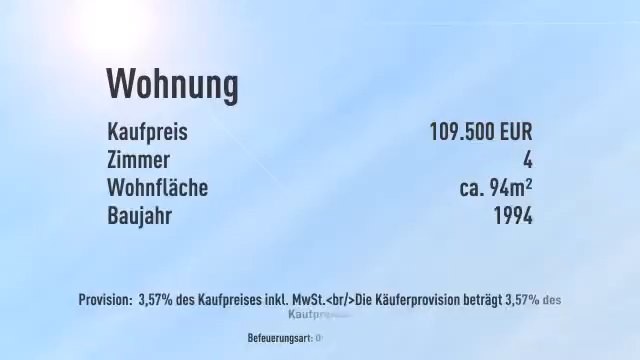 Wohnung
Kaufpreis 109.500 EUR
Zimmer 4
Wohnfläche ca. 94m²
Baujahr 1994
Provision: 3,57% des Kaufpreises inkl. MwSt.<br/>Die Käuferprovision beträgt 3,57% des
Befeuerungsart: